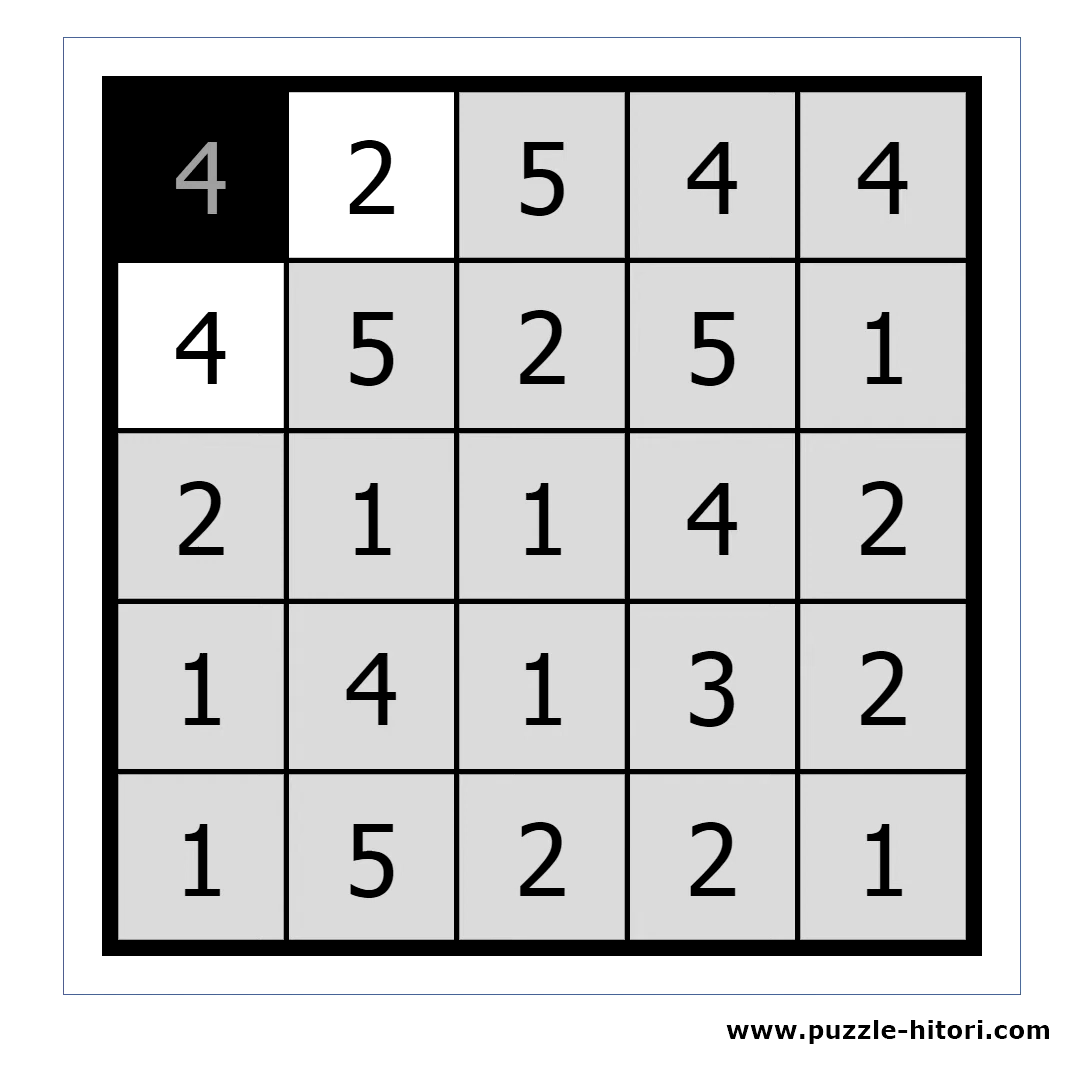 4 2 5 4 4
4 5 2 5 1
2 1 1 4 2
1 4 1 3 2
1 5 2 2 1
www.puzzle-hitori.com